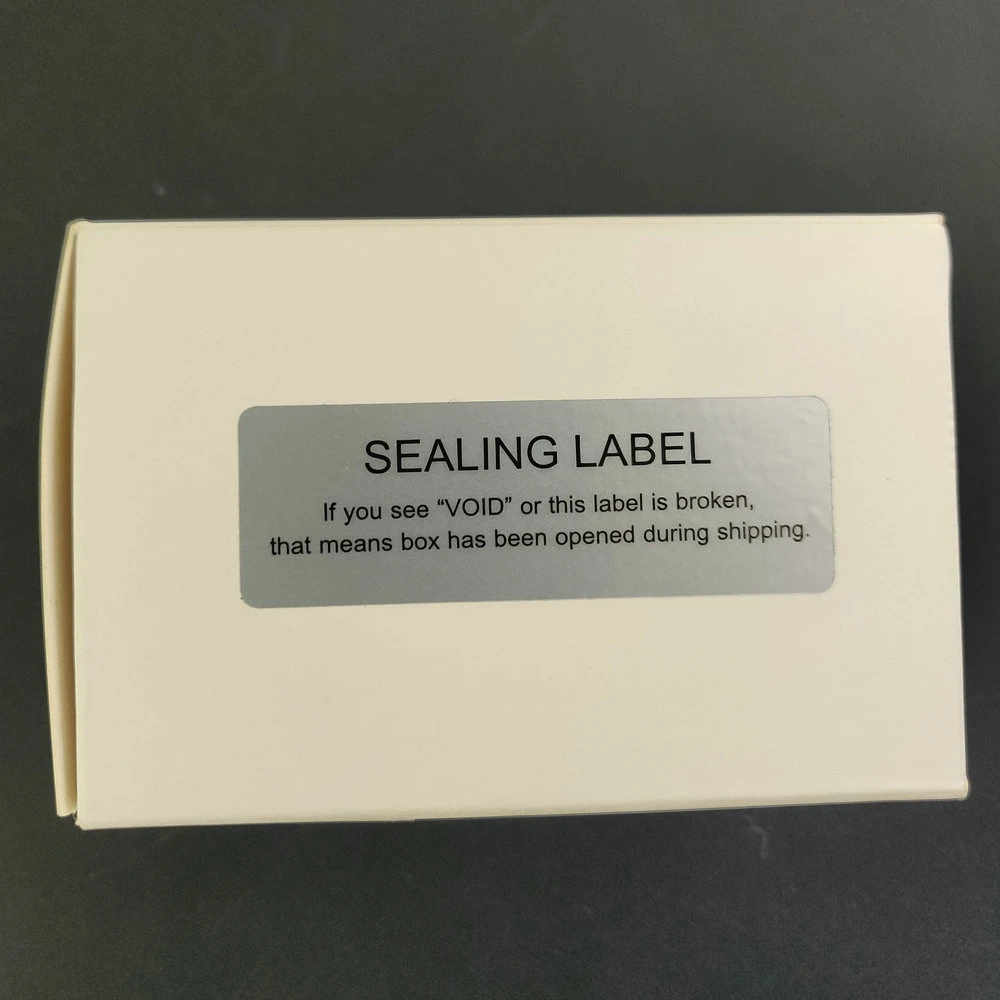 SEALING LABEL
If you see “VOID” or this label is broken,
that means box has been opened during shipping.